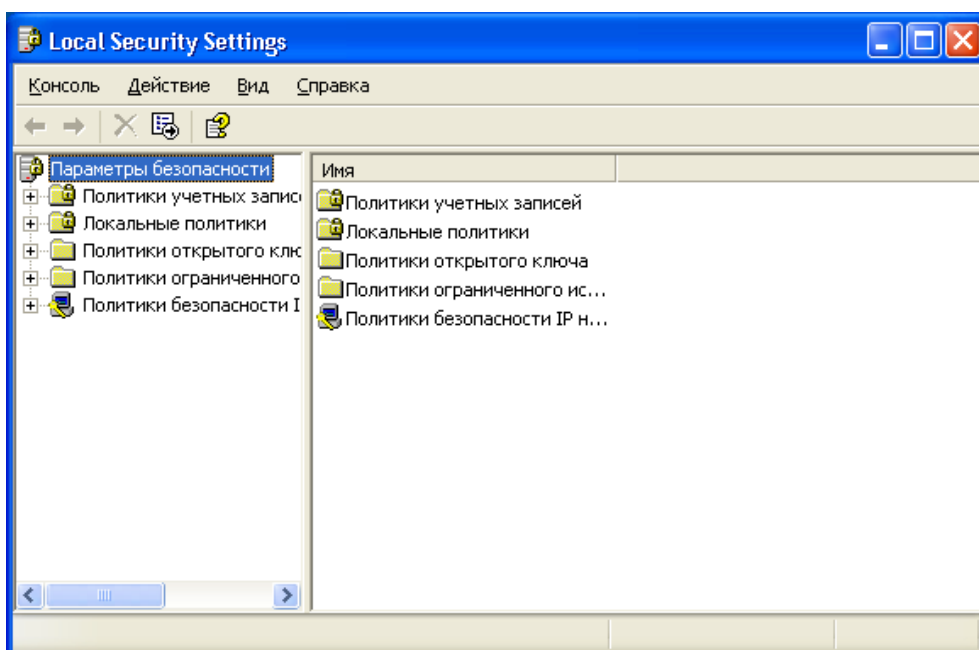 Local Security Settings
Консоль Действие Вид Справка
Параметры безопасности
Политики учетных запис
Локальные политики
Политики открытого клю
Политики ограниченного
Политики безопасности I
Имя
Политики учетных записей
Локальные политики
Политики открытого ключа
Политики ограниченного ис...
Политики безопасности IP н...